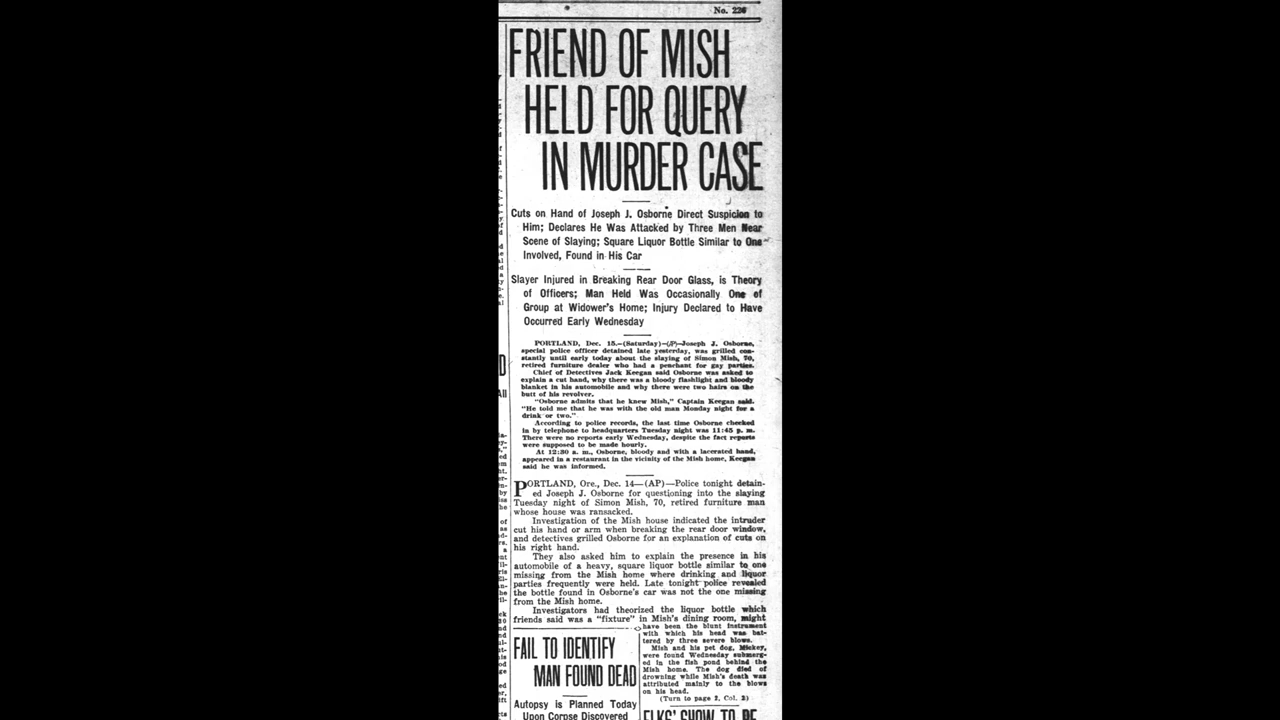 No. 226
FRIEND OF MISH
HELD FOR QUERY
IN MURDER CASE
Cuts on Hand of Joseph J. Osborne Direct Suspicion to
Him; Declares He Was Attacked by Three Men Near
Scene of Slaying; Square Liquor Bottle Similar to One
Involved, Found in His Car
Slayer Injured in Breaking Rear Door Glass, is Theory
of Officers; Man Held Was Occasionally One of
Group at Widower's Home; Injury Declared to Have
Occurred Early Wednesday
PORTLAND, Dec. 15.—(Saturday)—(AP)—Joseph J. Osborne,
special police officer detained late yesterday, was grilled con-
stantly until early today about the slaying of Simon Mish, 70,
retired furniture dealer who had a penchant for gay parties.
Chief of Detectives Jack Keegan said Osborne was asked to
explain a cut hand, why there was a bloody flashlight and bloody
blanket in his automobile and why there were two hairs on the
butt of his revolver.
"Osborne admits that he knew Mish," Captain Keegan said.
"He told me that he was with the old man Monday night for a
drink or two."
According to police records, the last time Osborne checked
in by telephone to headquarters Tuesday night was 11:45 p. m.
There were no reports early Wednesday, despite the fact reports
were supposed to be made hourly.
At 12:30 a. m., Osborne, bloody and with a lacerated hand,
appeared in a restaurant in the vicinity of the Mish home, Keegan
said he was informed.
PORTLAND, Ore., Dec. 14—(AP)—Police tonight detain-
ed Joseph J. Osborne for questioning into the slaying
Tuesday night of Simon Mish, 70, retired furniture man
whose house was ransacked.
Investigation of the Mish house indicated the intruder
cut his hand or arm when breaking the rear door window,
and detectives grilled Osborne for an explanation of cuts on
his right hand.
They also asked him to explain the presence in his
automobile of a heavy, square liquor bottle similar to one
missing from the Mish home where drinking and liquor
parties frequently were held. Late tonight police revealed
the bottle found in Osborne's car was not the one missing
from the Mish home.
Investigators had theorized the liquor bottle which
friends said was a "fixture" in Mish's dining room, might
have been the blunt instrument
with which his head was bat-
tered by three severe blows.
Mish and his pet dog, Mickey,
were found Wednesday submerg-
ed in the fish pond behind the
Mish home. The dog died of
drowning while Mish's death was
attributed mainly to the blows
on his head.
(Turn to page 2, Col. 2)
FAIL TO IDENTIFY
MAN FOUND DEAD
Autopsy is Planned Today
Upon Corpse Discovered
ELKS' SHOW TO BE